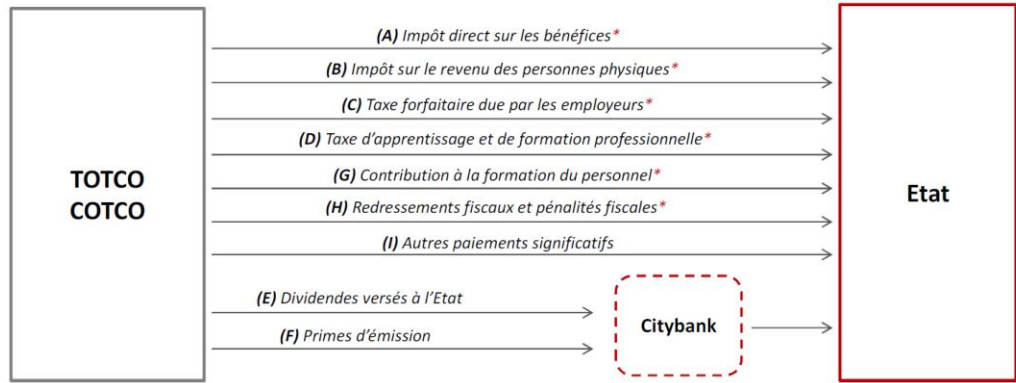 (A) Impôt direct sur les bénéfices*
(B) Impôt sur le revenu des personnes physiques*
(C) Taxe forfaitaire due par les employeurs*
(D) Taxe d'apprentissage et de formation professionnelle*
TOTCO
COTCO
(G) Contribution à la formation du personnel*
Etat
(H) Redressements fiscaux et pénalités fiscales*
(I) Autres paiements significatifs
(E) Dividendes versés à l'Etat
Citybank
(F) Primes d'émission